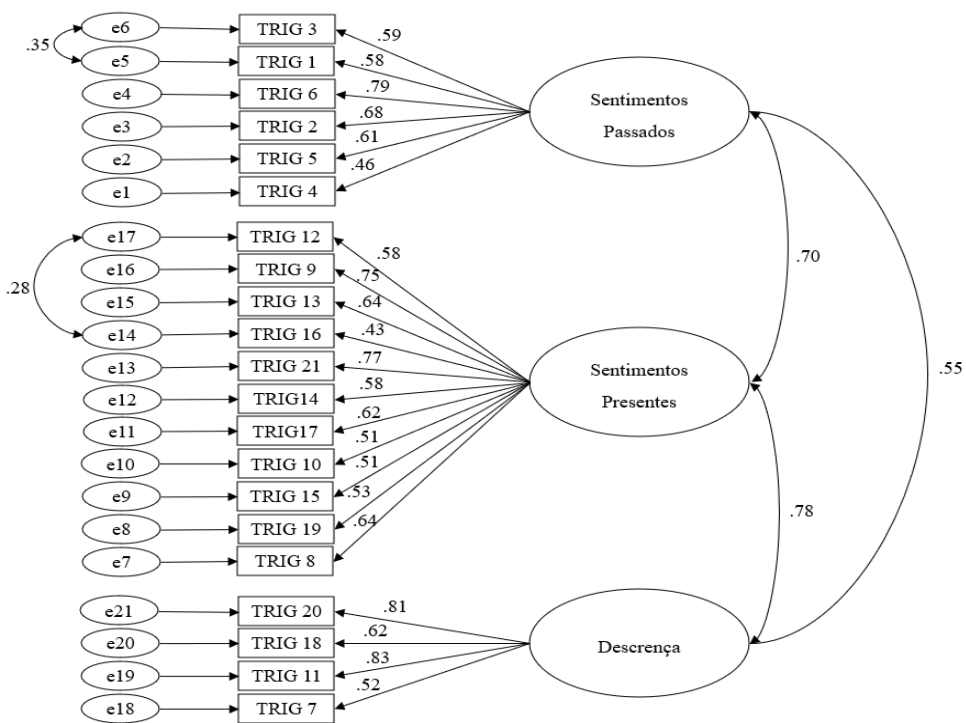 e6 TRIG 3 .59
.35
e5 TRIG 1 .58
e4 TRIG 6 .79
e3 TRIG 2 .68
e2 TRIG 5 .61
e1 TRIG 4 .46
Sentimentos
Passados
e17 TRIG 12 .58
e16 TRIG 9 .75
.28
e15 TRIG 13 .64
e14 TRIG 16 .43
e13 TRIG 21 .77
e12 TRIG14 .58
e11 TRIG17 .62
e10 TRIG 10 .51
e9 TRIG 15 .51
e8 TRIG 19 .53
e7 TRIG 8 .64
Sentimentos
Presentes
.70
.55
.78
e21 TRIG 20 .81
e20 TRIG 18 .62
e19 TRIG 11 .83
e18 TRIG 7 .52
Descrença